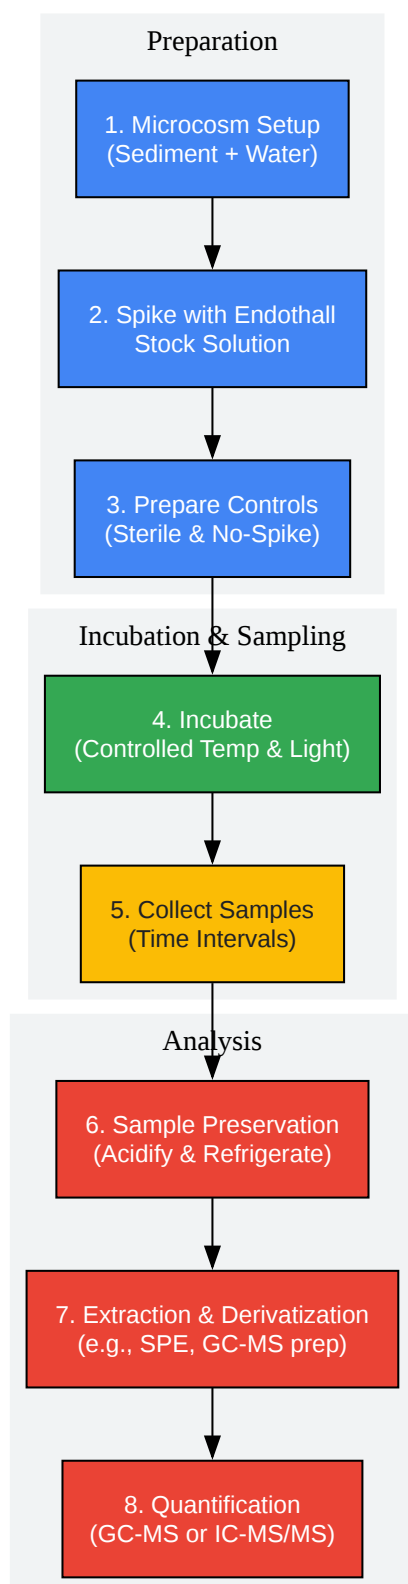 Preparation
1. Microcosm Setup
(Sediment + Water)
2. Spike with Endothall
Stock Solution
3. Prepare Controls
(Sterile & No-Spike)
Incubation & Sampling
4. Incubate
(Controlled Temp & Light)
5. Collect Samples
(Time Intervals)
Analysis
6. Sample Preservation
(Acidify & Refrigerate)
7. Extraction & Derivatization
(e.g., SPE, GC-MS prep)
8. Quantification
(GC-MS or IC-MS/MS)